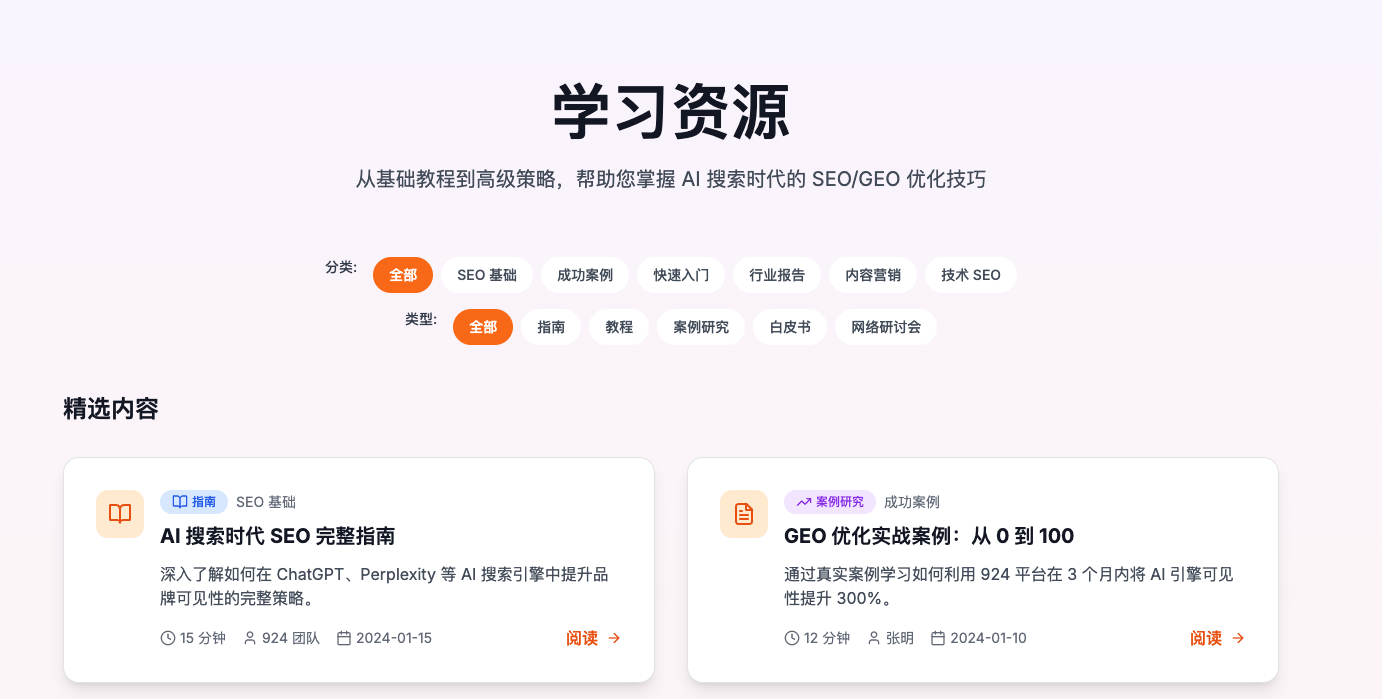 学习资源
从基础教程到高级策略，帮助您掌握 AI 搜索时代的 SEO/GEO 优化技巧
分类: 全部 SEO 基础 成功案例 快速入门 行业报告 内容营销 技术 SEO
类型: 全部 指南 教程 案例研究 白皮书 网络研讨会
精选内容
指南 SEO 基础
AI 搜索时代 SEO 完整指南
深入了解如何在 ChatGPT、Perplexity 等 AI 搜索引擎中提升品
牌可见性的完整策略。
15 分钟 924 团队 2024-01-15 阅读 →
案例研究 成功案例
GEO 优化实战案例：从 0 到 100
通过真实案例学习如何利用 924 平台在 3 个月内将 AI 引擎可见
性提升 300%。
12 分钟 张明 2024-01-10 阅读 →